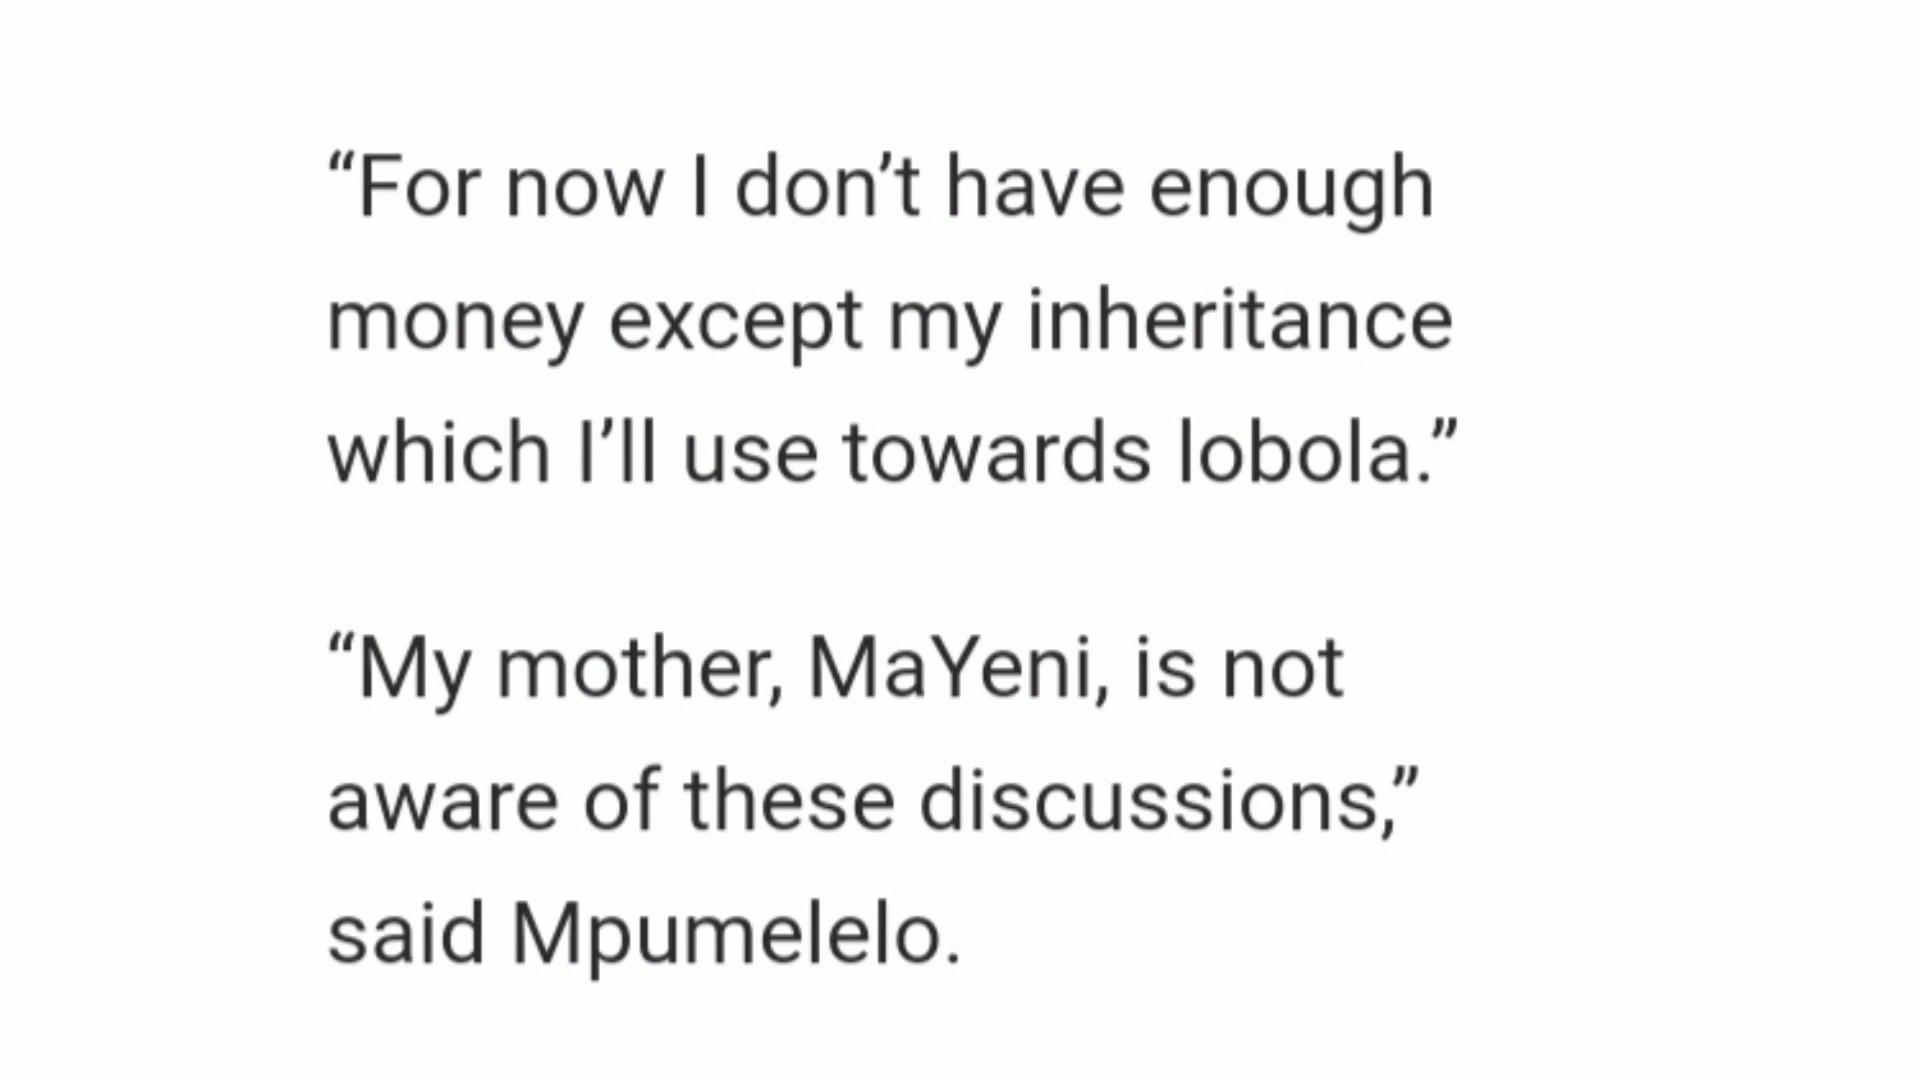 “For now I don’t have enough
money except my inheritance
which I’ll use towards lobola.”
“My mother, MaYeni, is not
aware of these discussions,”
said Mpumelelo.